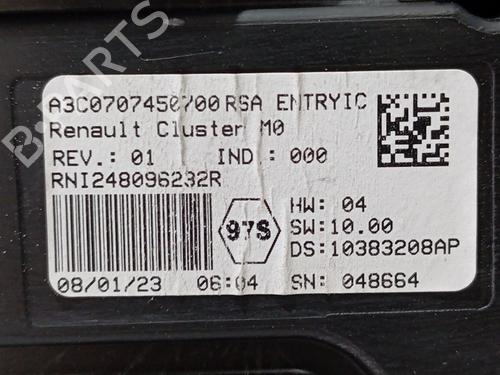 A3C0707450700 RSA ENTRYIC
Renault Cluster M0
REV.: 01 IND : 000
RNI248096232R
HW: 04
97S
SW: 10.00
DS: 10383208AP
08/01/23 06:04 SN: 048664